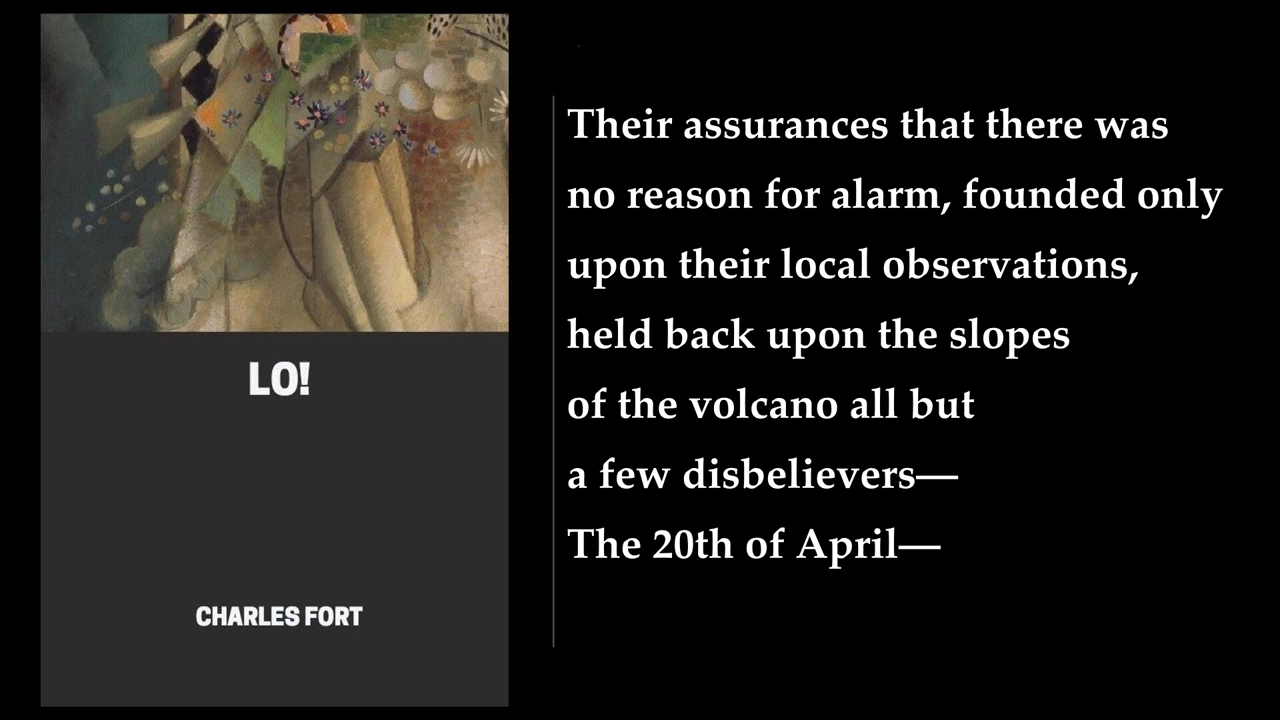 LO!
CHARLES FORT
Their assurances that there was
no reason for alarm, founded only
upon their local observations,
held back upon the slopes
of the volcano all but
a few disbelievers—
The 20th of April—